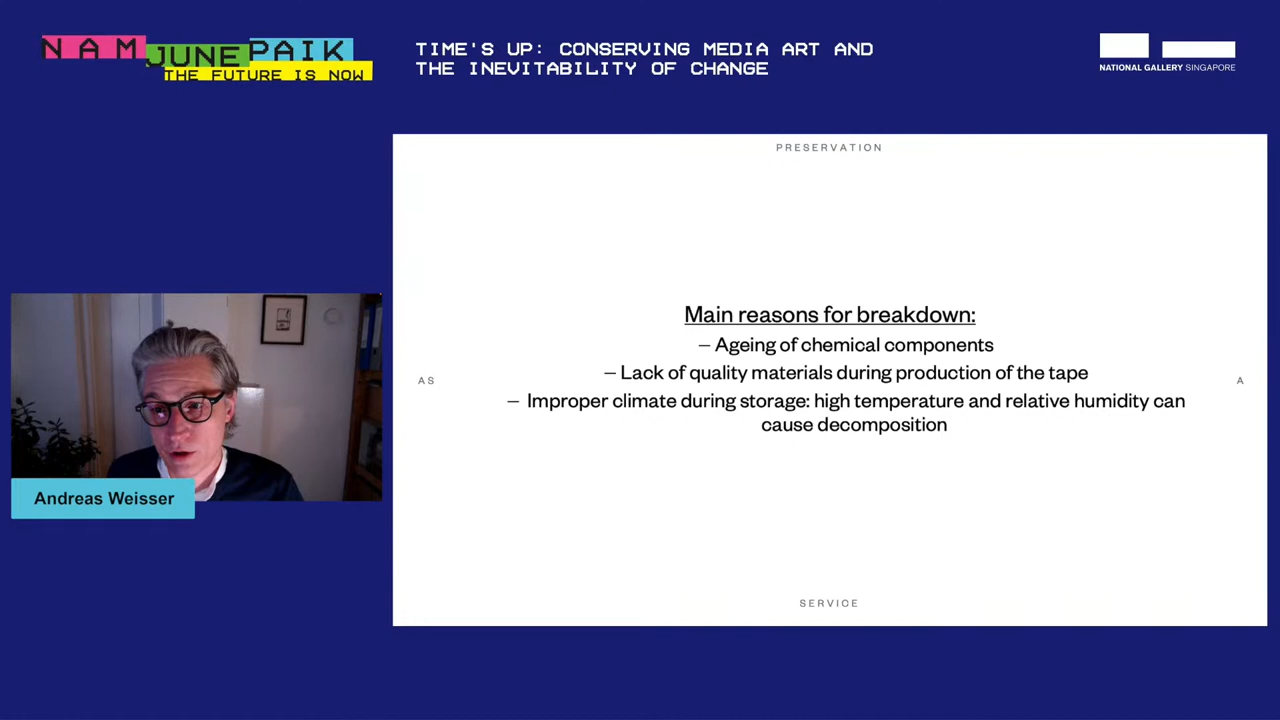 NAM JUNE PAIK
THE FUTURE IS NOW
TIME'S UP: CONSERVING MEDIA ART AND
THE INEVITABILITY OF CHANGE
NATIONAL GALLERY SINGAPORE
PRESERVATION
Main reasons for breakdown:
– Ageing of chemical components
– Lack of quality materials during production of the tape
AS
A
– Improper climate during storage: high temperature and relative humidity can
cause decomposition
Andreas Weisser
SERVICE